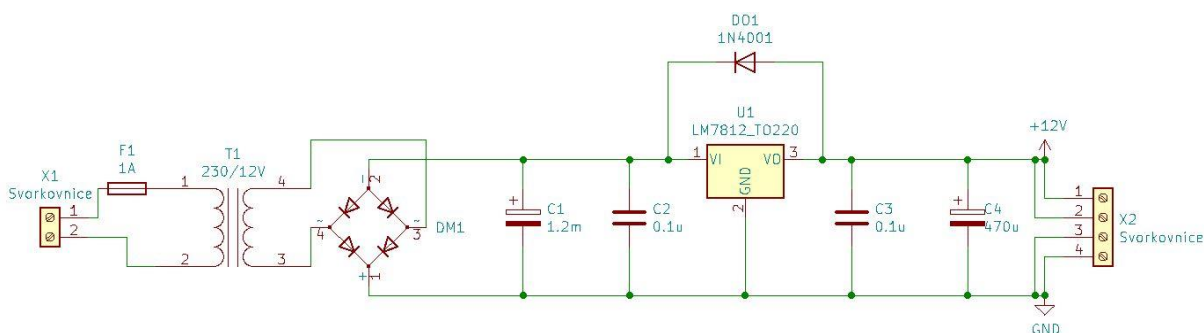 DO1
1N4001
U1
LM7812_TO220
+12V
F1
1A
T1
230/12V
X1
Svorkovnice
1
2
1
2
4
3
-
2
~
4
~
3
DM1
+
1
+
C1
1.2m
C2
0.1u
1
VI
VO
3
GND
2
C3
0.1u
+
C4
470u
1
2
3
4
X2
Svorkovnice
GND